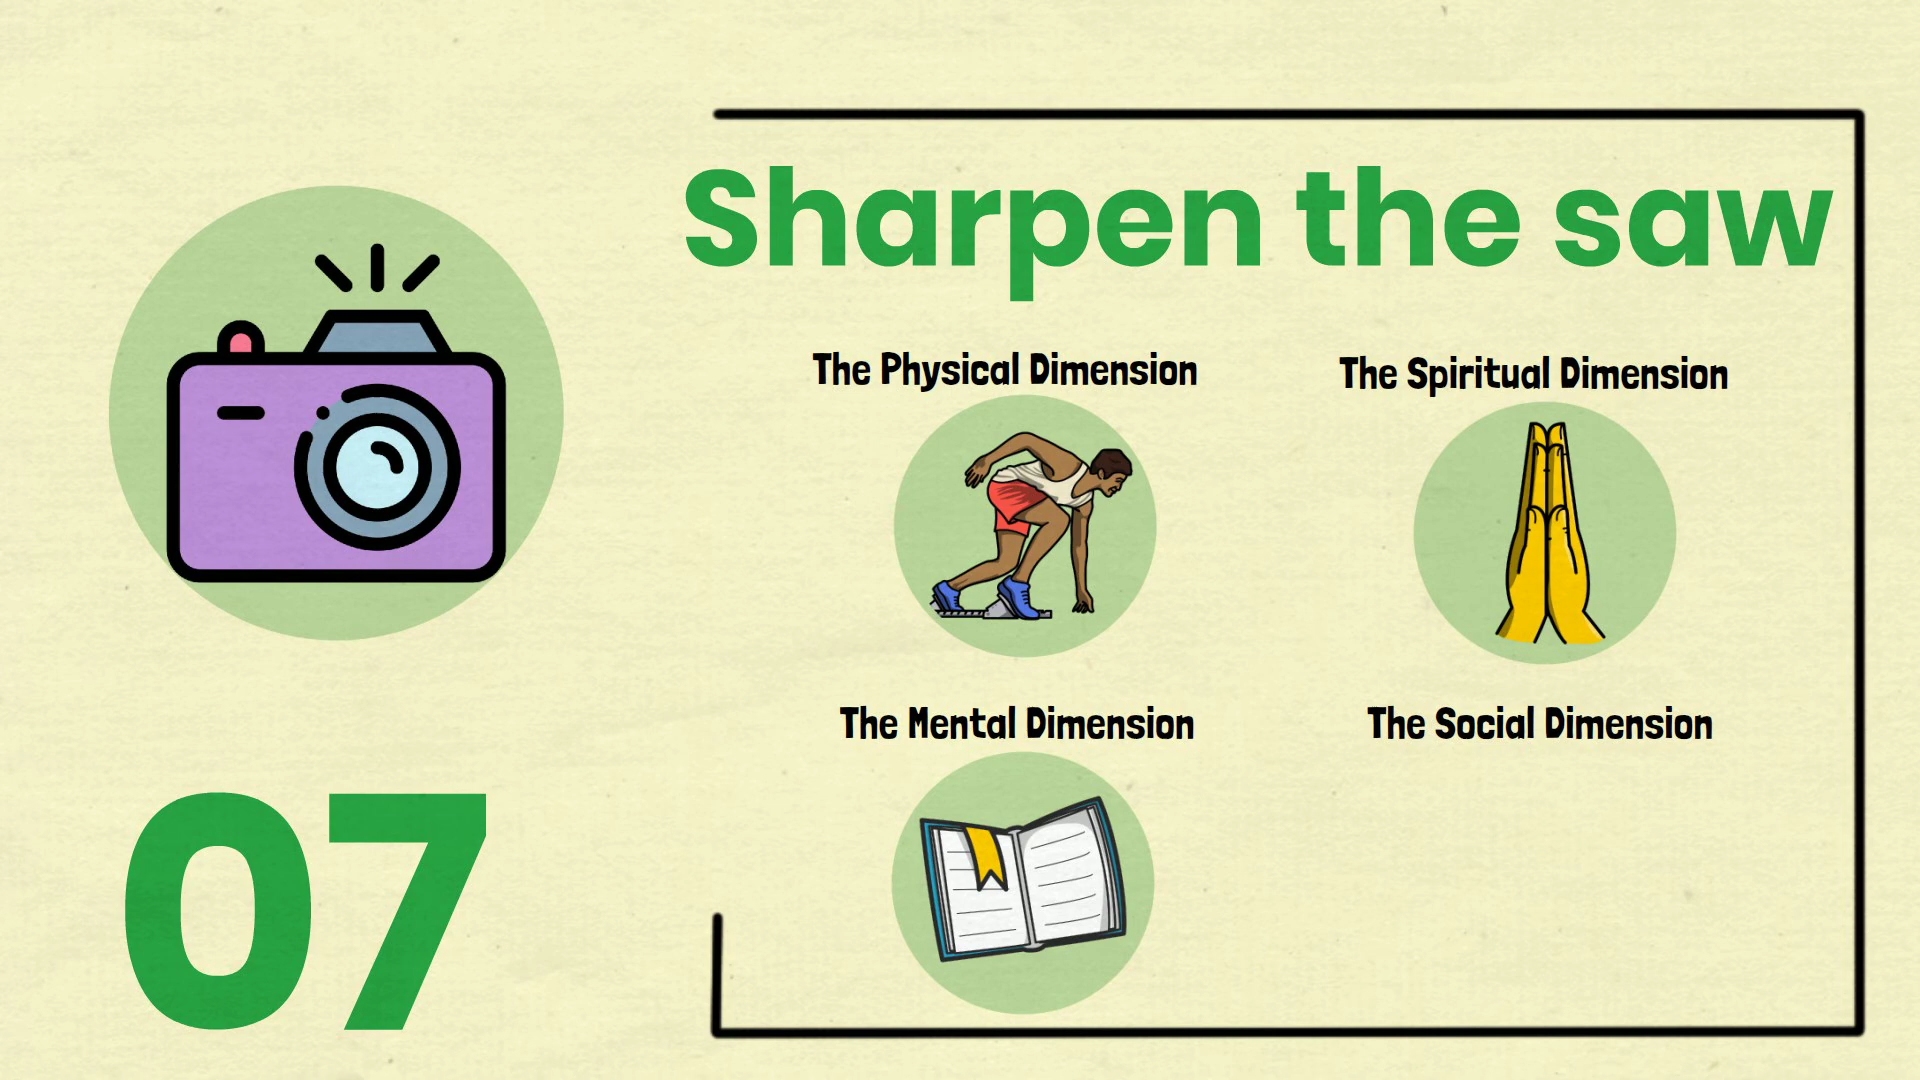 Sharpen the saw
The Physical Dimension
The Spiritual Dimension
The Mental Dimension
The Social Dimension
07